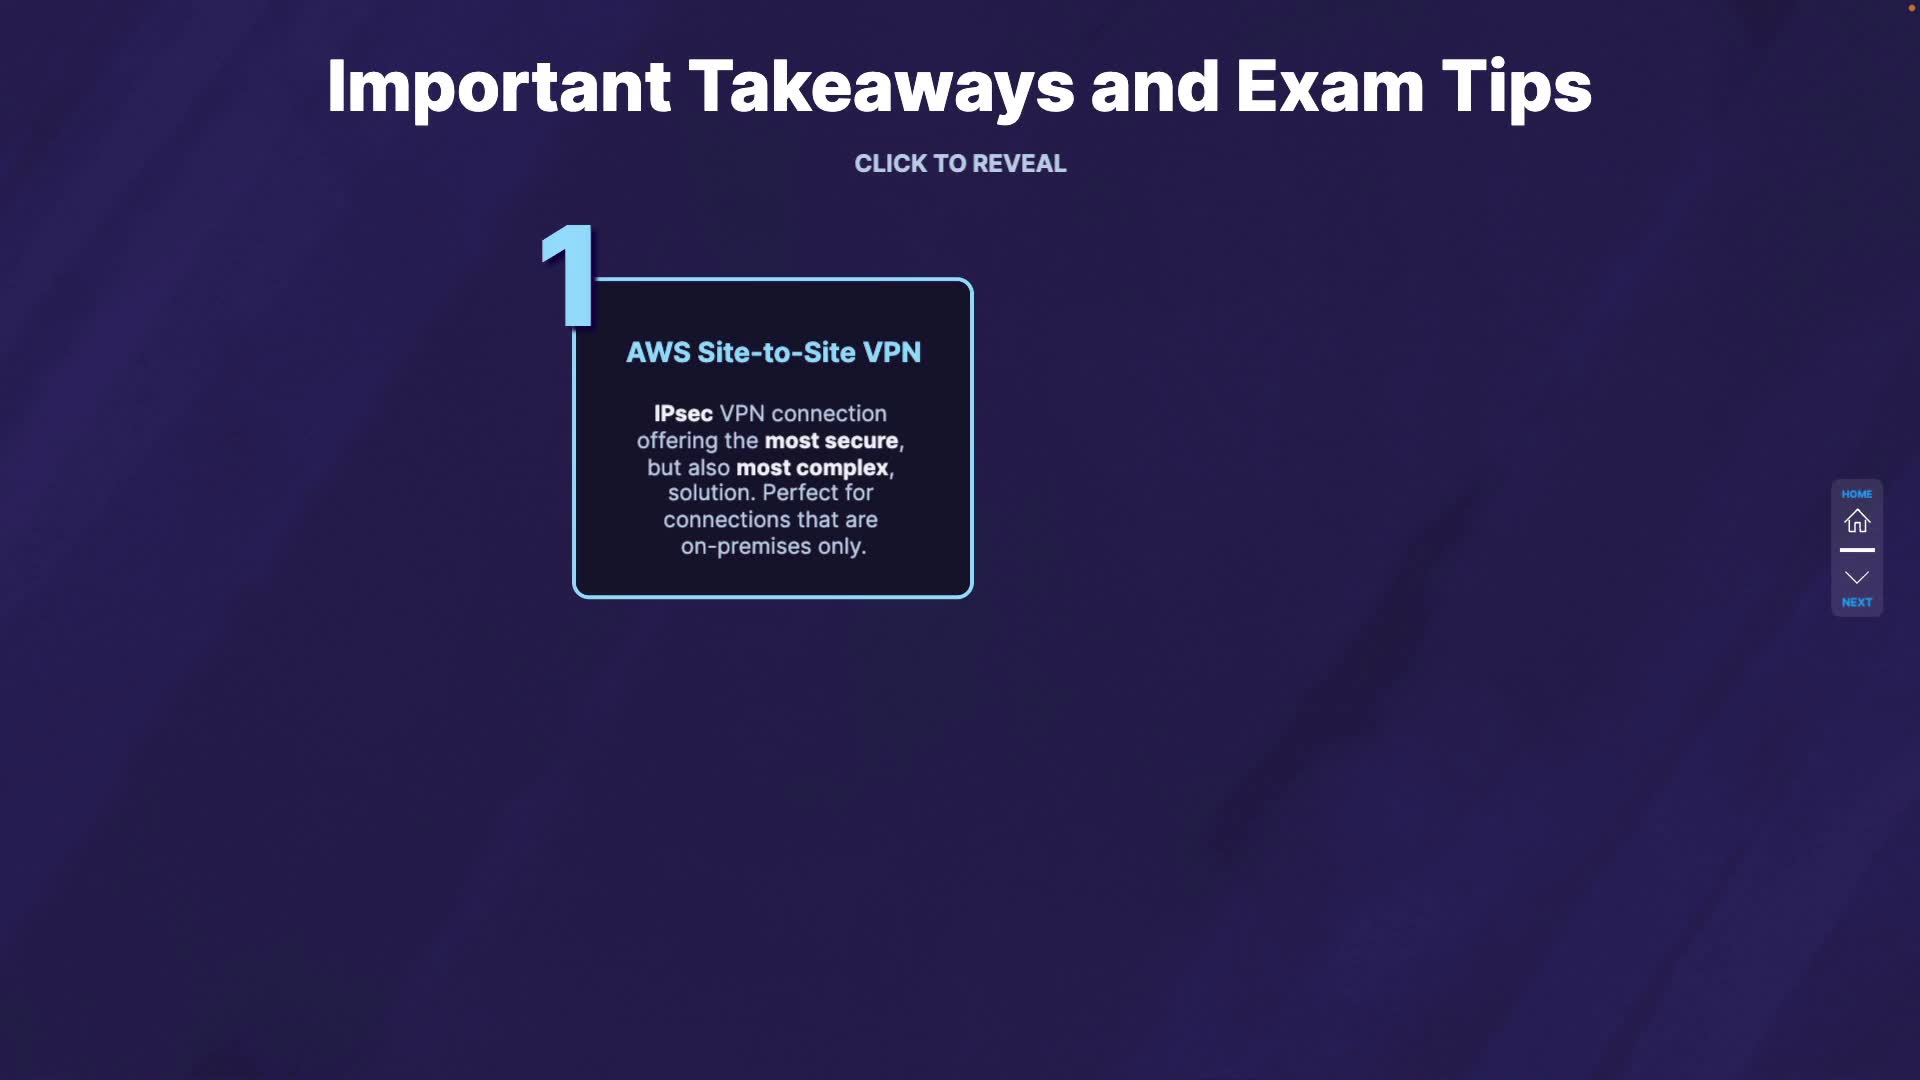 Important Takeaways and Exam Tips
CLICK TO REVEAL
1
AWS Site-to-Site VPN
IPsec VPN connection
offering the most secure,
but also most complex,
solution. Perfect for
connections that are
on-premises only.
HOME
NEXT